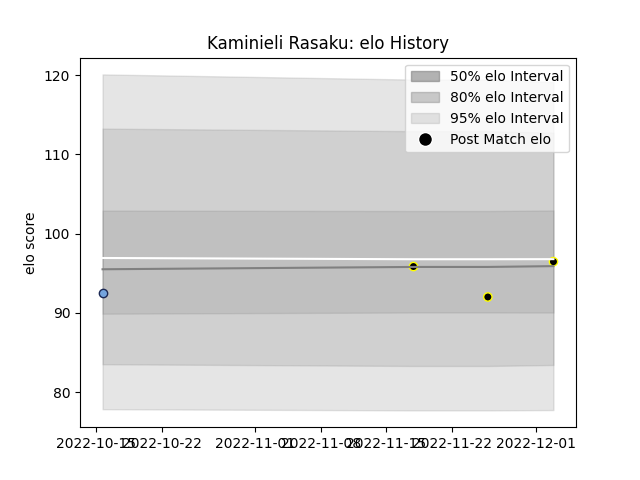 Kaminieli Rasaku: elo History
50% elo Interval
80% elo Interval
95% elo Interval
Post Match elo
elo score
120
110
100
90
80
2022-10-15 2022-10-22 2022-11-01 2022-11-08 2022-11-15 2022-11-22 2022-12-01